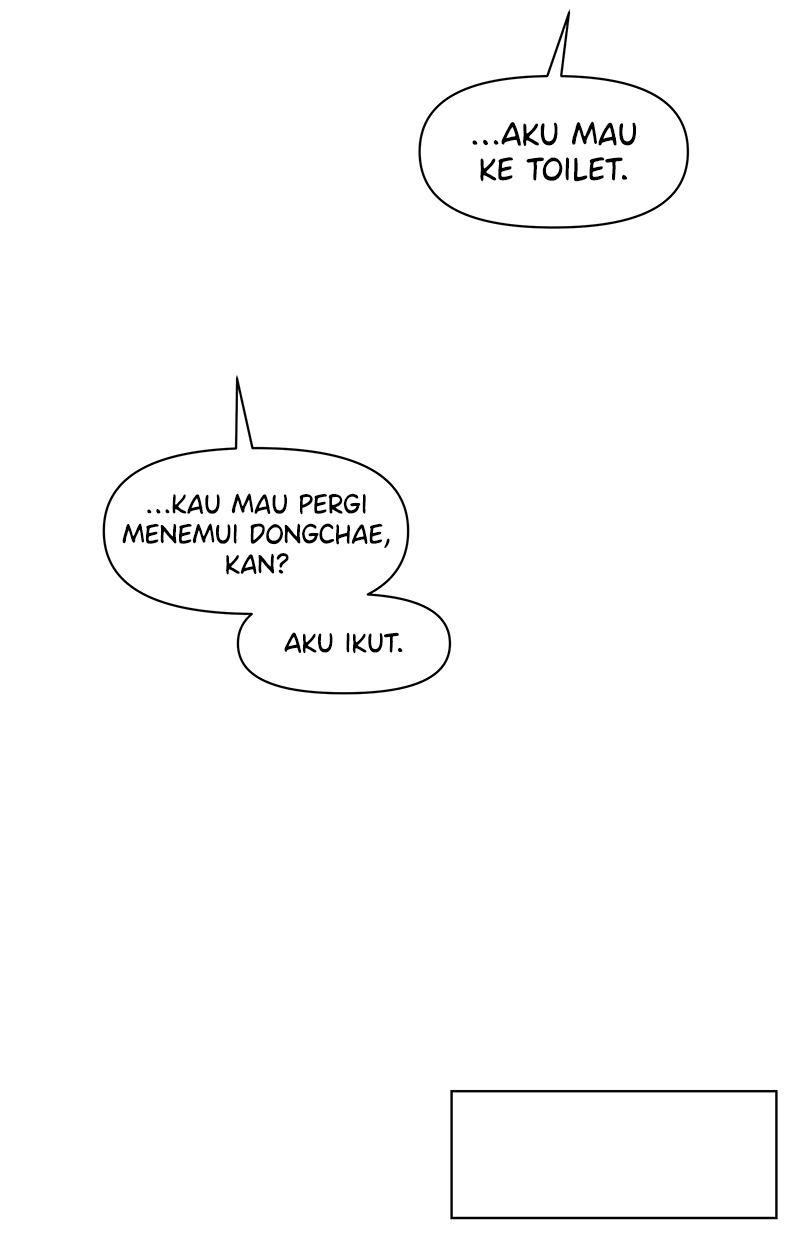 ...AKU MAU
KE TOILET.
...KAU MAU PERGI
MENEMUI DONGCHAE,
KAN?
AKU IKUT.